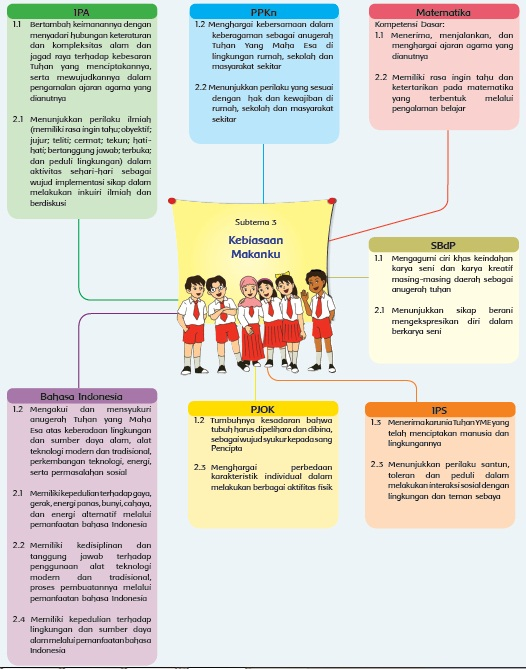 IPA
1.1 Bertambah keimanannya dengan
menyadari hubungan keteraturan
dan kompleksitas alam dan
jagad raya terhadap kebesaran
Tuhan yang menciptakannya,
serta mewujudkannya dalam
pengamalan ajaran agama yang
dianutnya
2.1 Menunjukkan perilaku ilmiah
(memiliki rasa ingin tahu; obyektif;
jujur; teliti; cermat; tekun; hati-
hati; bertanggung jawab; terbuka;
dan peduli lingkungan) dalam
aktivitas sehari-hari sebagai
wujud implementasi sikap dalam
melakukan inkuiri ilmiah dan
berdiskusi
PPKn
1.2 Menghargai kebersamaan dalam
keberagaman sebagai anugerah
Tuhan Yang Maha Esa di
lingkungan rumah, sekolah dan
masyarakat sekitar
2.2 Menunjukkan perilaku yang sesuai
dengan hak dan kewajiban di
rumah, sekolah dan masyarakat
sekitar
Matematika
Kompetensi Dasar:
1.1 Menerima, menjalankan, dan
menghargai ajaran agama yang
dianutnya
2.2 Memiliki rasa ingin tahu dan
ketertarikan pada matematika
yang terbentuk melalui
pengalaman belajar
Subtema 3
Kebiasaan
Makanku
SBdP
1.1 Mengagumi ciri khas keindahan
karya seni dan karya kreatif
masing-masing daerah sebagai
anugerah tuhan
2.1 Menunjukkan sikap berani
mengekspresikan diri dalam
berkarya seni
Bahasa Indonesia
1.2 Mengakui dan mensyukuri
anugerah Tuhan yang Maha
Esa atas keberadaan lingkungan
dan sumber daya alam, alat
teknologi modern dan tradisional,
perkembangan teknologi, energi,
serta permasalahan sosial
2.1 Memiliki kepedulian terhadap gaya,
gerak, energi panas, bunyi, cahaya,
dan energi alternatif melalui
pemanfaatan bahasa Indonesia
2.2 Memiliki kedisiplinan dan
tanggung jawab terhadap
penggunaan alat teknologi
modern dan tradisional,
proses pembuatannya melalui
pemanfaatan bahasa Indonesia
2.4 Memiliki kepedulian terhadap
lingkungan dan sumber daya
alam melalui pemanfaatan bahasa
Indonesia
PJOK
1.2 Tumbuhnya kesadaran bahwa
tubuh harus dipelihara dan dibina,
sebagai wujud syukur kepada sang
Pencipta
2.3 Menghargai perbedaan
karakteristik individual dalam
melakukan berbagai aktifitas fisik
IPS
1.3 Menerima karunia Tuhan YME yang
telah menciptakan manusia dan
lingkungannya
2.3 Menunjukkan perilaku santun,
toleran dan peduli dalam
melakukan interaksi sosial dengan
lingkungan dan teman sebaya